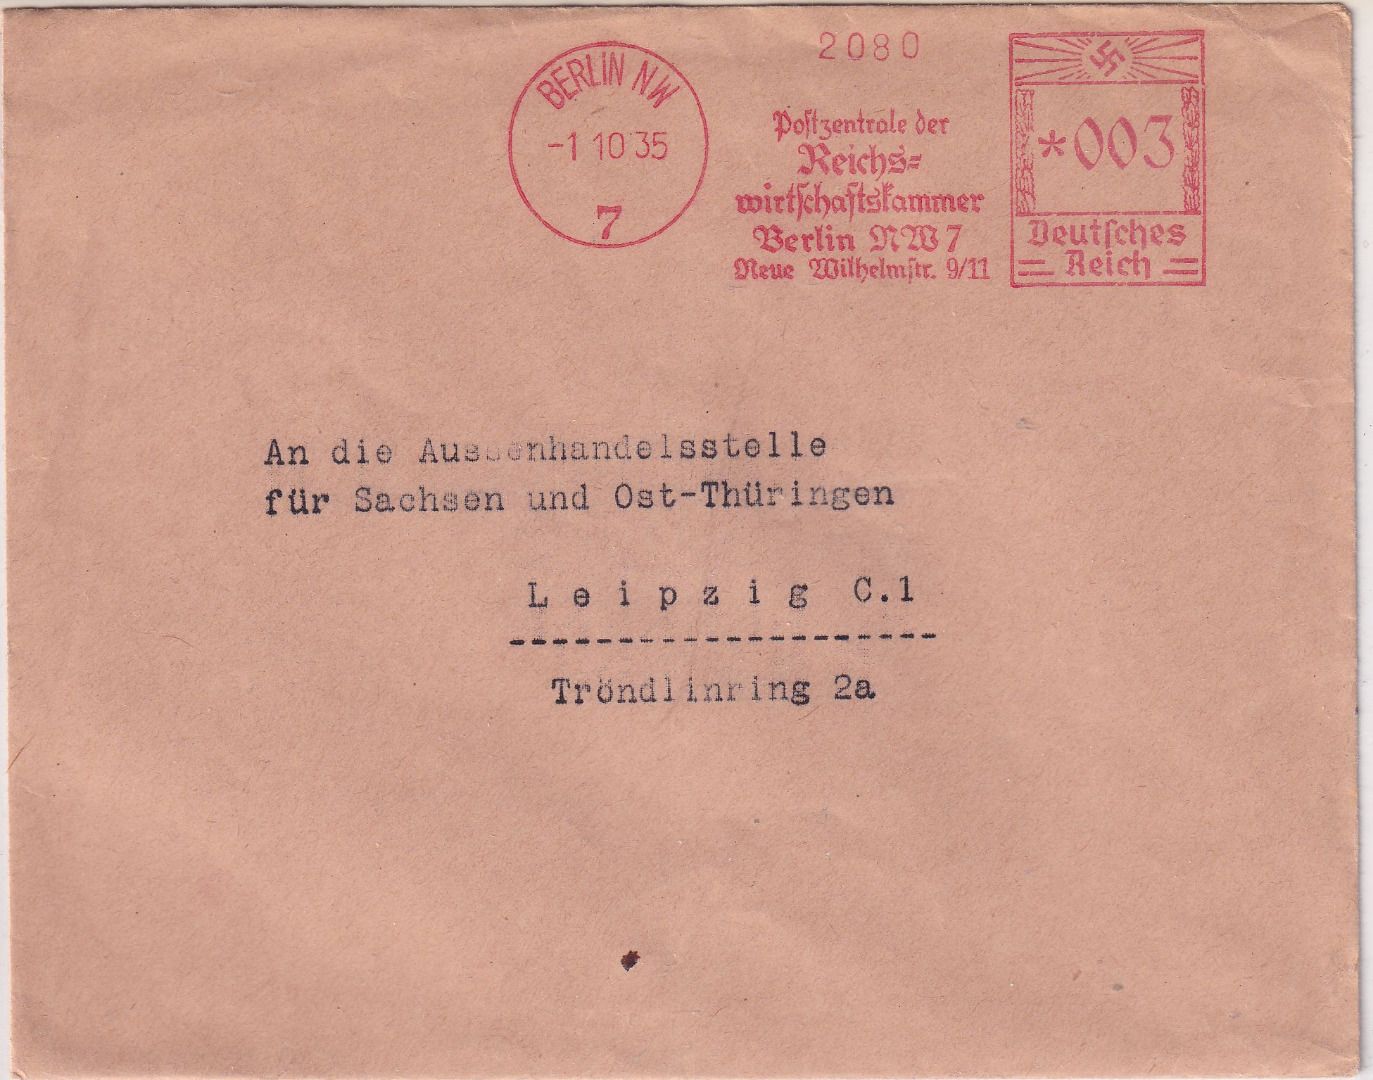 BERLIN NW
-1 10 35
7
2080
Postzentrale der
Reichs=
wirtschaftskammer
Berlin NW 7
Neue Wilhelmstr. 9/11
*003
Deutsches
Reich
An die Aussenhandelsstelle
für Sachsen und Ost-Thüringen
Leipzig C.1
--------------------
Tröndlinring 2a